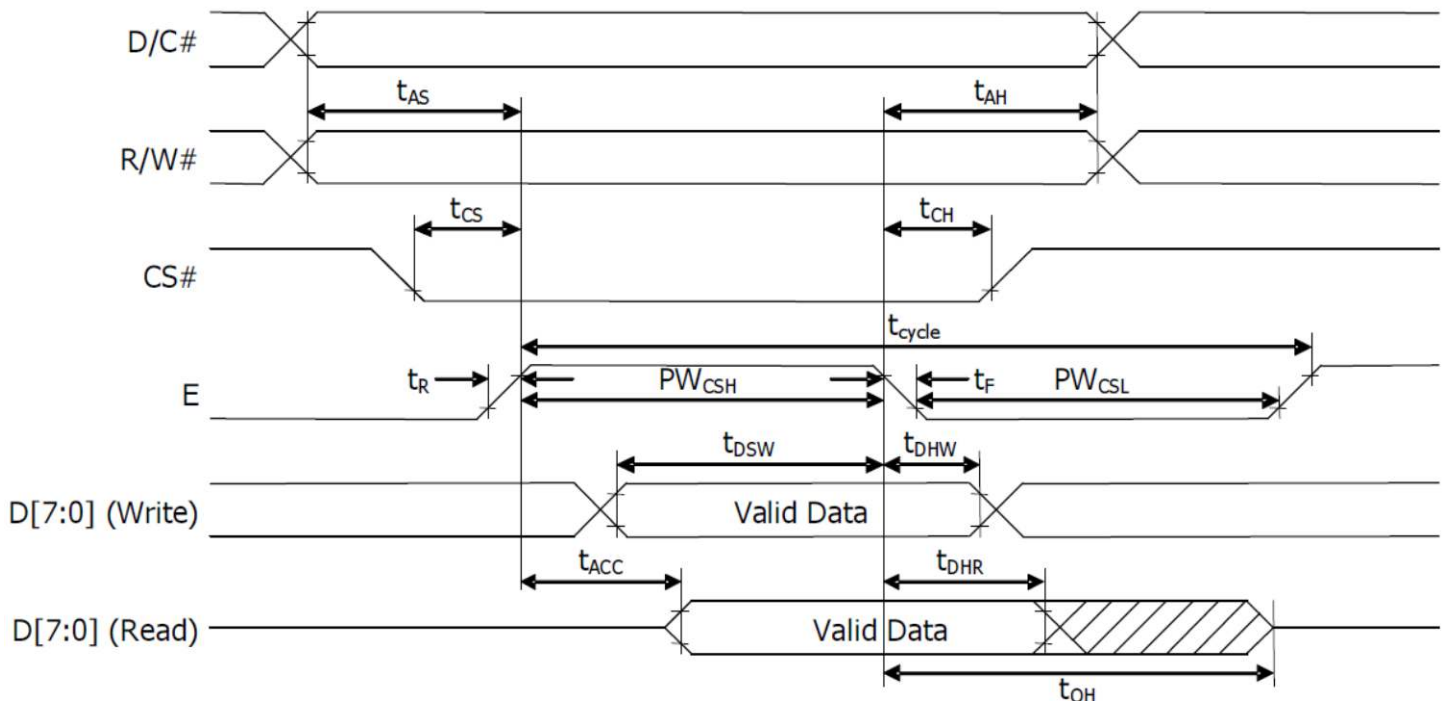 D/C#
tAS tAH
R/W#
tCS tCH
CS#
tcycle
tR PWCSH tF PWCSL
E
tDSW tDHW
D[7:0] (Write) Valid Data
tACC tDHR
D[7:0] (Read) Valid Data
tOH